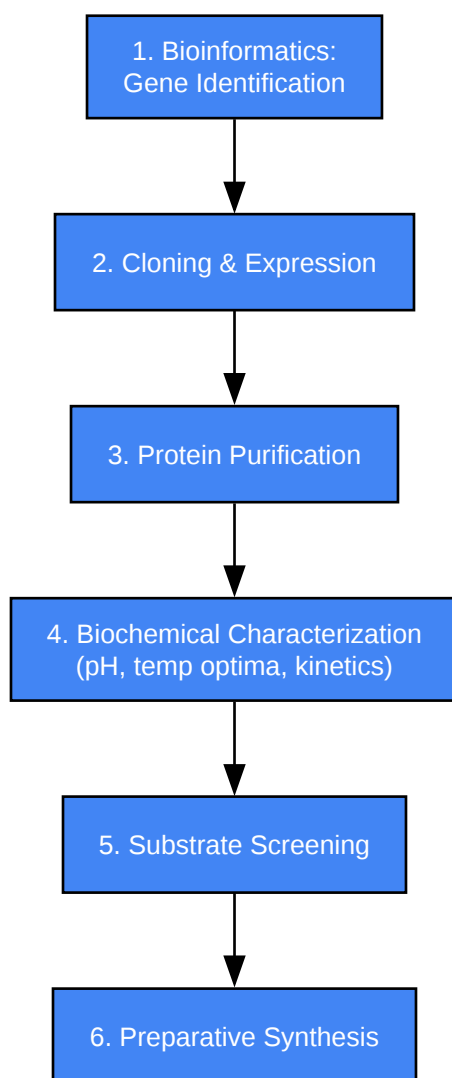 1. Bioinformatics:
Gene Identification
2. Cloning & Expression
3. Protein Purification
4. Biochemical Characterization
(pH, temp optima, kinetics)
5. Substrate Screening
6. Preparative Synthesis